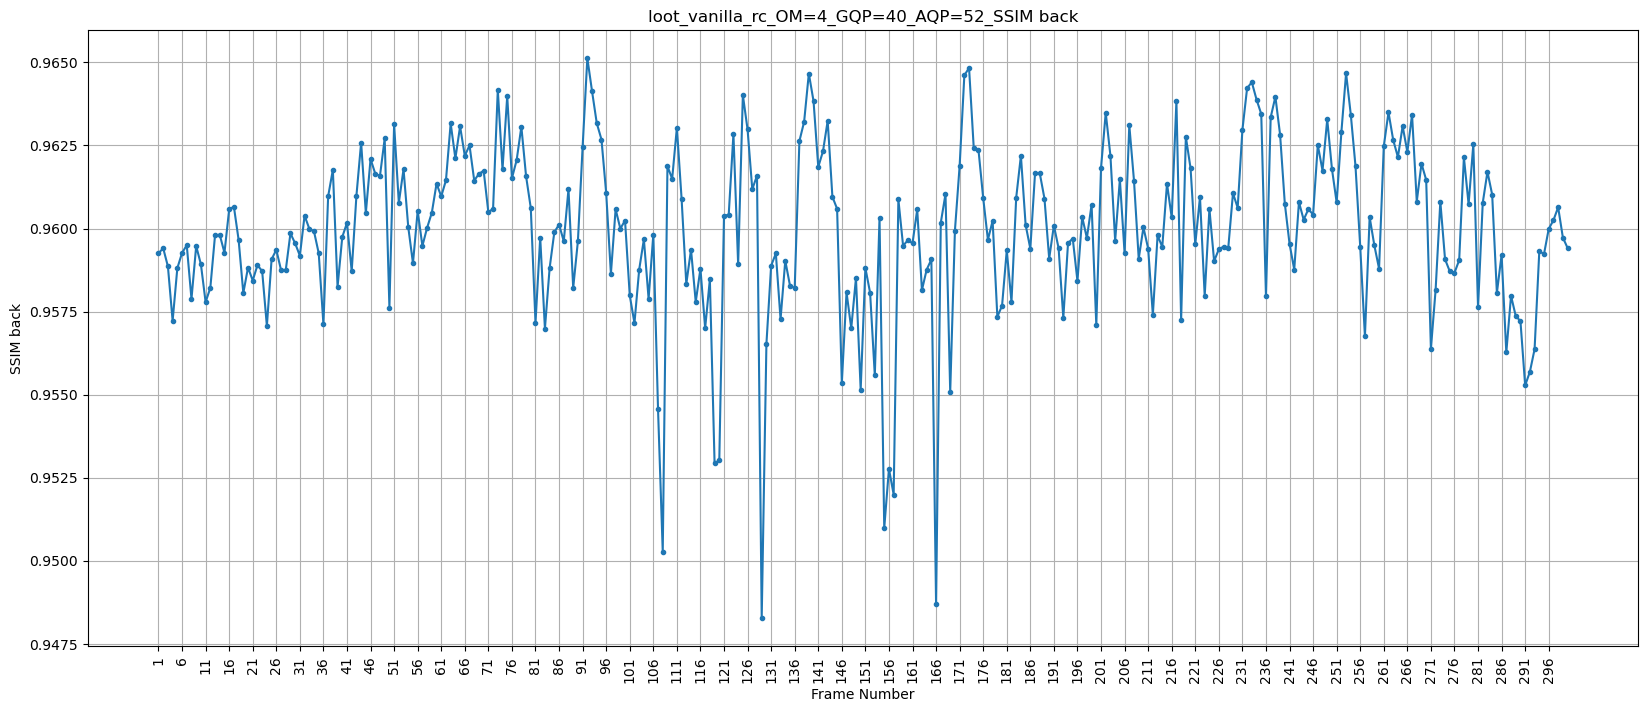 loot_vanilla_rc_OM=4_GQP=40_AQP=52_SSIM back
0.9650
0.9625
0.9600
0.9575
0.9550
0.9525
0.9500
0.9475
SSIM back
1 6 11 16 21 26 31 36 41 46 51 56 61 66 71 76 81 86 91 96 101 106 111 116 121 126 131 136 141 146 151 156 161 166 171 176 181 186 191 196 201 206 211 216 221 226 231 236 241 246 251 256 261 266 271 276 281 286 291 296
Frame Number